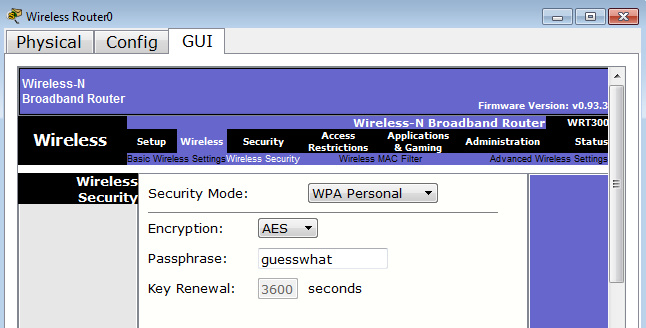 Wireless Router0
Physical Config GUI
Wireless-N
Broadband Router
Firmware Version: v0.93.3
Wireless-N Broadband Router WRT300
Wireless
Setup Wireless Security Access Restrictions Applications & Gaming Administration Status
Basic Wireless Settings Wireless Security Wireless MAC Filter Advanced Wireless Settings
Wireless Security
Security Mode: WPA Personal
Encryption: AES
Passphrase: guesswhat
Key Renewal: 3600 seconds